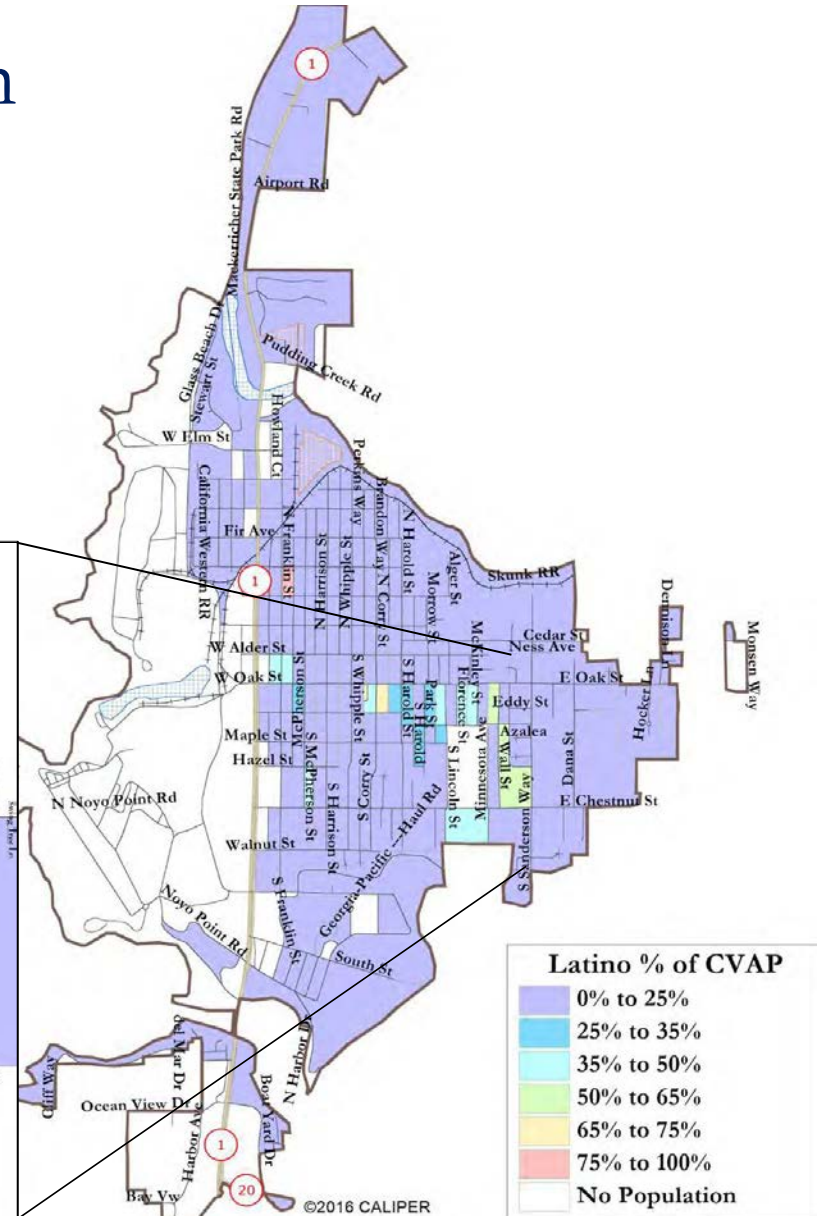 n
1
Mackerricher State Park Rd
Airport Rd
Glass Beach Dr
Stewart St
Pudding Creek Rd
W Elm St
Howland Ct
Perkins Way
California Western RR
Fir Ave
N Franklin St
N Harrison St
N Whipple St
Brandon Way
N Corry St
N Harold St
Morrow St
Alger St
Skunk RR
1
Dennison Ln
Monsen Way
McKinley St
Cedar St
Ness Ave
W Alder St
W Oak St
E Oak St
McPherson St
S Whipple St
S Harold St
S Harold
Park St
Florence St
Eddy St
Hocker Ln
Maple St
Azalea
Hazel St
S McPherson St
S Corry St
S Lincoln St
Minnesota Ave
Wall St
Dana St
N Noyo Point Rd
S Harrison St
Georgia-Pacific --- Haul Rd
E Chestnut St
Walnut St
S Sanderson Way
S Franklin St
Noyo Point Rd
South St
N Harbor Dr
del Mar Dr
Cliff Way
Ocean View Dr
Harbor Ave
Boat Yard Dr
1
20
Bay Vw
©2016 CALIPER
Latino % of CVAP
0% to 25%
25% to 35%
35% to 50%
50% to 65%
65% to 75%
75% to 100%
No Population